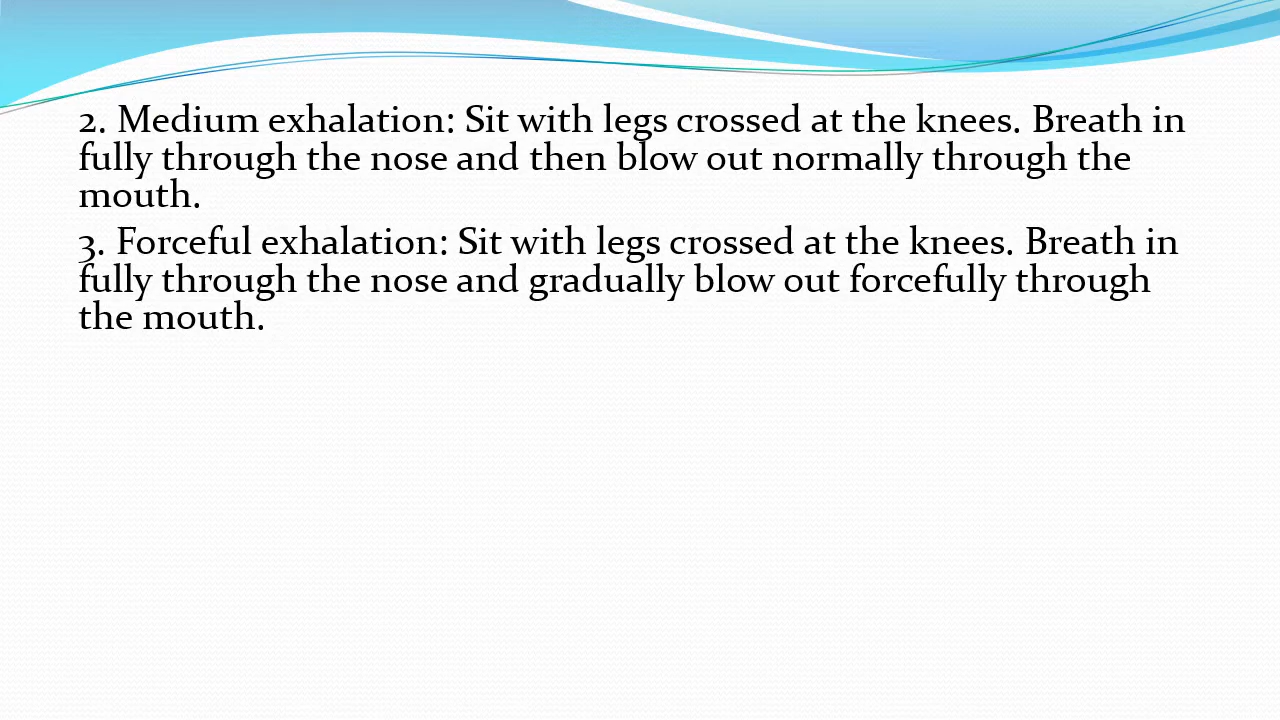 2. Medium exhalation: Sit with legs crossed at the knees. Breath in
fully through the nose and then blow out normally through the
mouth.
3. Forceful exhalation: Sit with legs crossed at the knees. Breath in
fully through the nose and gradually blow out forcefully through
the mouth.